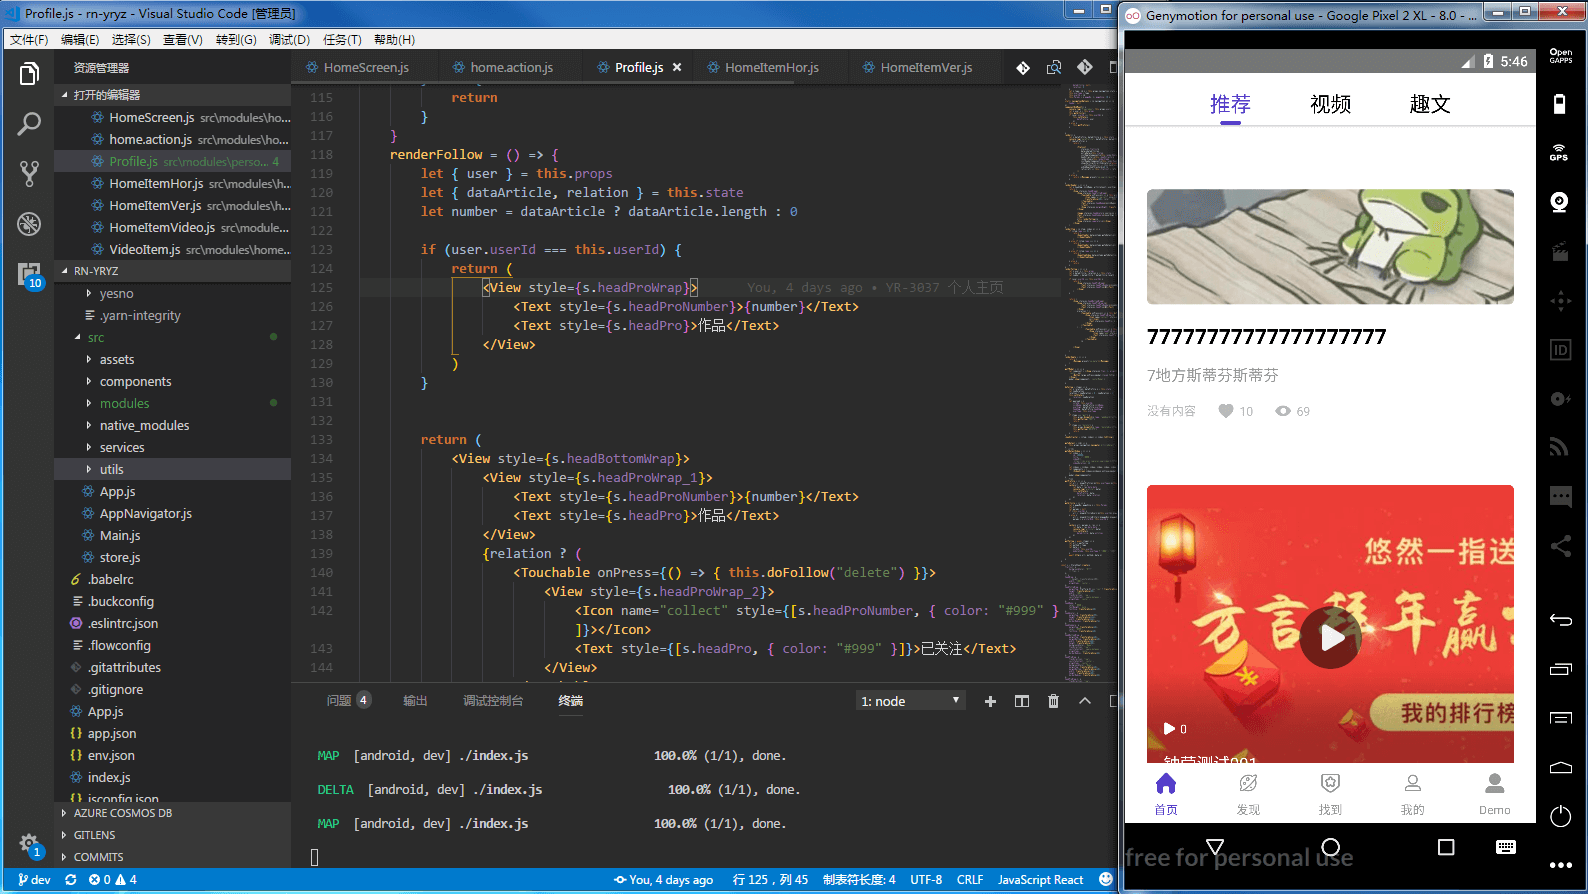 Profile.js - rn-yryz - Visual Studio Code [管理员]
文件(F) 编辑(E) 选择(S) 查看(V) 转到(G) 调试(D) 任务(T) 帮助(H)
资源管理器
打开的编辑器
HomeScreen.js src\modules\ho...
home.action.js src\modules\h...
Profile.js src\modules\perso... 4
HomeItemHor.js src\modules\h...
HomeItemVer.js src\modules\h...
HomeItemVideo.js src\module...
VideoItem.js src\modules\home...
RN-YRYZ
yesno
.yarn-integrity
src
assets
components
modules
native_modules
services
utils
App.js
AppNavigator.js
Main.js
store.js
.babelrc
.buckconfig
.eslintrc.json
.flowconfig
.gitattributes
.gitignore
App.js
app.json
env.json
index.js
jsconfig.json
AZURE COSMOS DB
GITLENS
COMMITS
10
1
HomeScreen.js home.action.js Profile.js HomeItemHor.js HomeItemVer.js
115 return
116 }
117 }
118 renderFollow = () => {
119 let { user } = this.props
120 let { dataArticle, relation } = this.state
121 let number = dataArticle ? dataArticle.length : 0
122
123 if (user.userId === this.userId) {
124 return (
125 <View style={s.headProWrap}> You, 4 days ago • YR-3037 个人主页
126 <Text style={s.headProNumber}>{number}</Text>
127 <Text style={s.headPro}>作品</Text>
128 </View>
129 )
130 }
131
132
133 return (
134 <View style={s.headBottomWrap}>
135 <View style={s.headProWrap_1}>
136 <Text style={s.headProNumber}>{number}</Text>
137 <Text style={s.headPro}>作品</Text>
138 </View>
139 {relation ? (
140 <Touchable onPress={() => { this.doFollow("delete") }}>
141 <View style={s.headProWrap_2}>
142 <Icon name="collect" style={[s.headProNumber, { color: "#999" }
]}></Icon>
143 <Text style={[s.headPro, { color: "#999" }]}>已关注</Text>
144 </View>
问题 4 输出 调试控制台 终端 1: node
MAP [android, dev] ./index.js 100.0% (1/1), done.
DELTA [android, dev] ./index.js 100.0% (1/1), done.
MAP [android, dev] ./index.js 100.0% (1/1), done.
dev 0 4 You, 4 days ago 行 125，列 45 制表符长度: 4 UTF-8 CRLF JavaScript React
Genymotion for personal use - Google Pixel 2 XL - 8.0 - ...
5:46
推荐 视频 趣文
77777777777777777777
7地方斯蒂芬斯蒂芬
没有内容 10 69
悠然一指送
方言拜年赢
我的排行榜
0
钟荣测试001
首页 发现 找到 我的 Demo
free for personal use
Open
GAPPS
GPS
ID